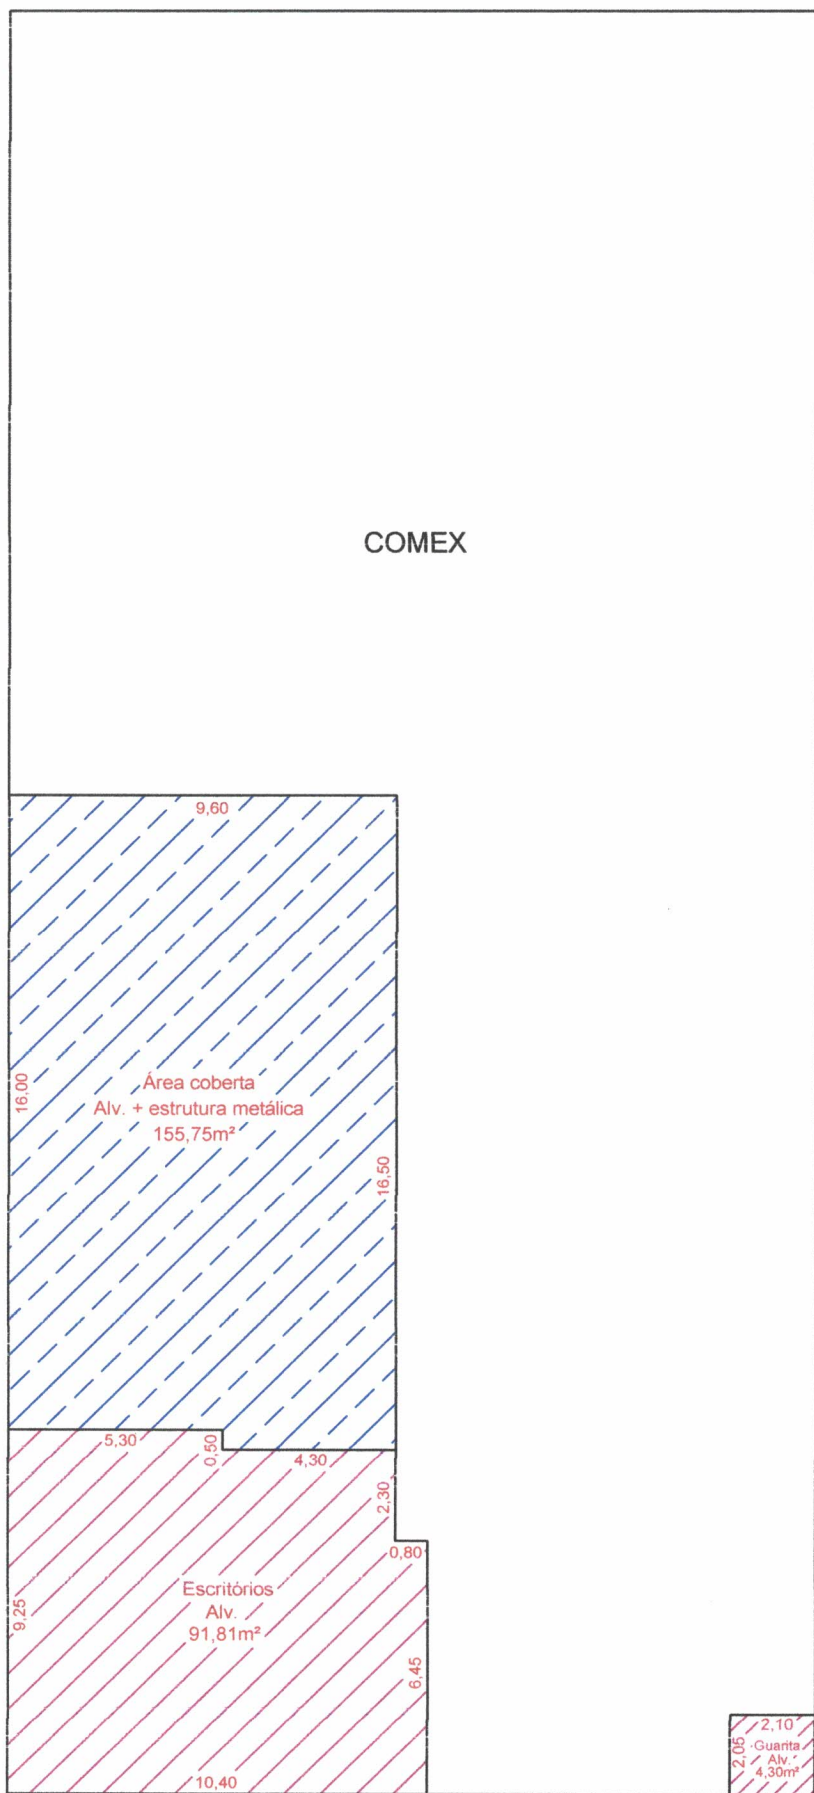 COMEX
9,60
16,00
Área coberta
Alv. + estrutura metálica
155,75m²
16,50
5,30
0,50
4,30
2,30
0,80
Escritórios
Alv.
91,81m²
9,25
6,45
10,40
2,10
2,05
Guarita
Alv.
4,30m²